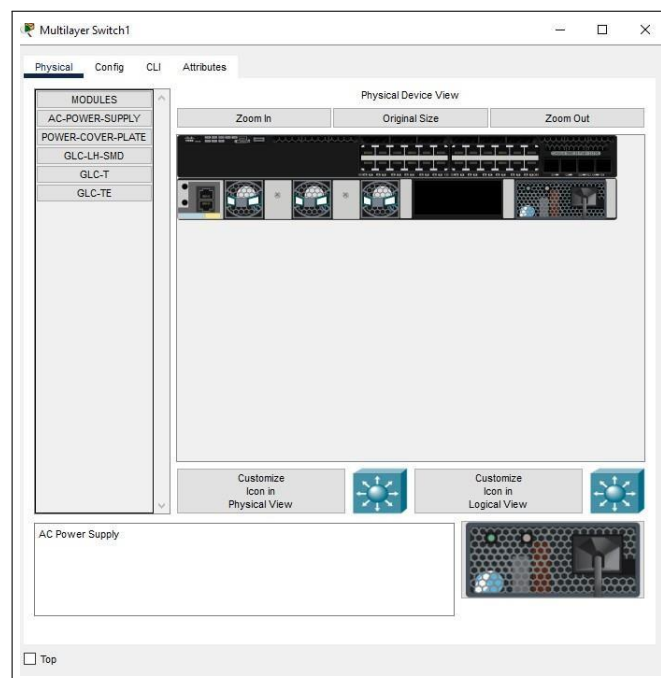 Multilayer Switch1
Physical Config CLI Attributes
MODULES
AC-POWER-SUPPLY
POWER-COVER-PLATE
GLC-LH-SMD
GLC-T
GLC-TE
Physical Device View
Zoom In Original Size Zoom Out
Customize
Icon in
Physical View
Customize
Icon in
Logical View
AC Power Supply
Top